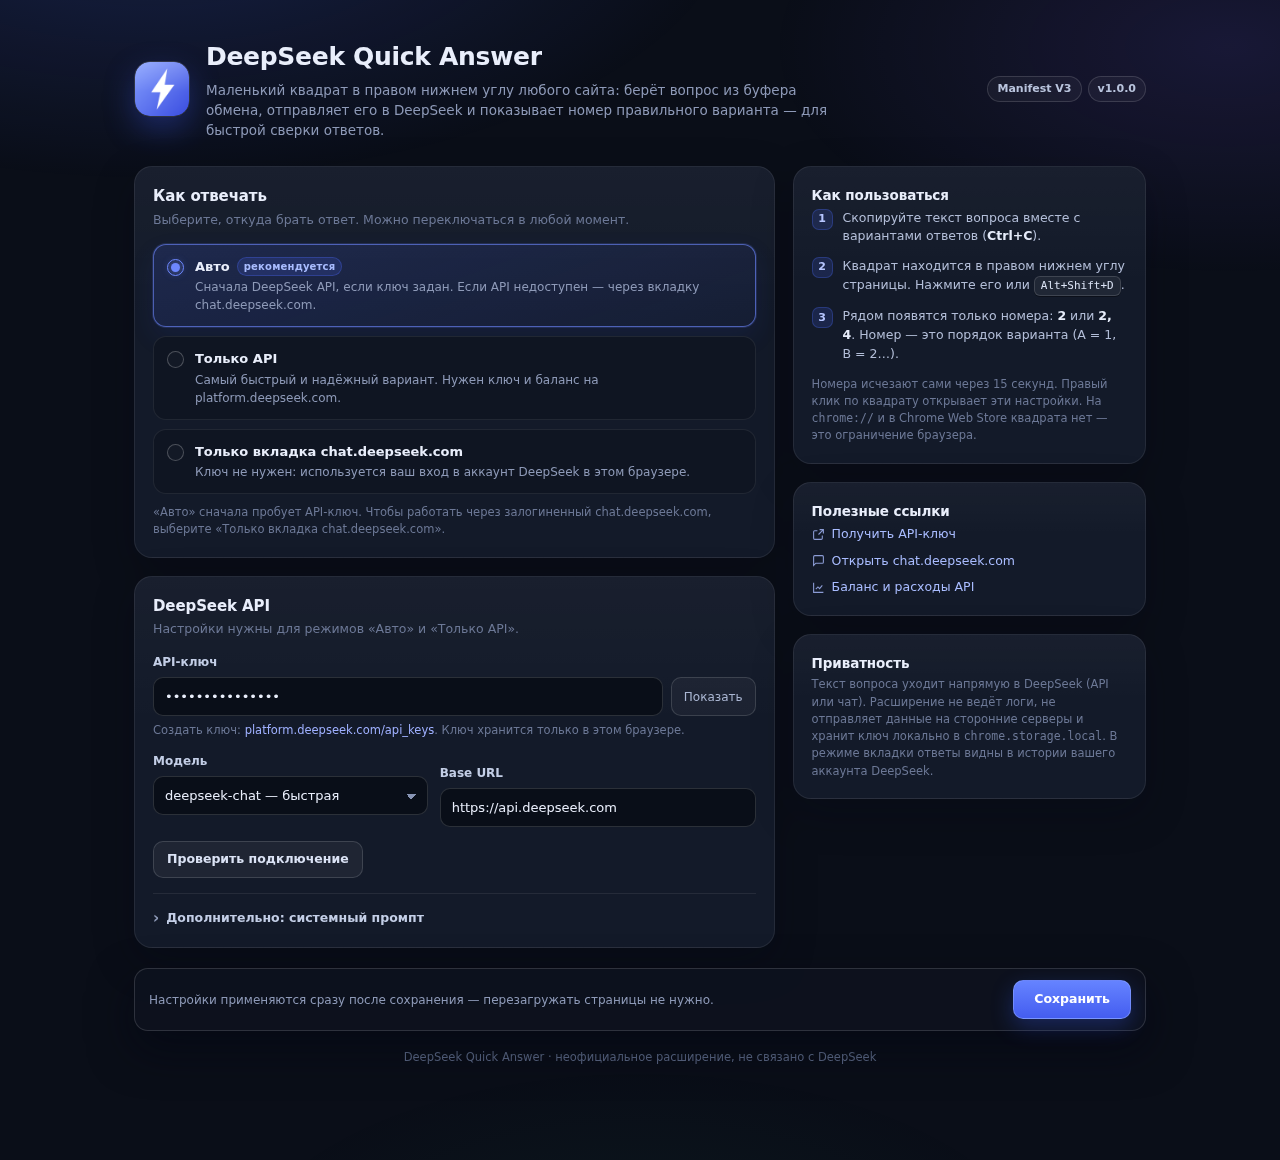 DeepSeek Quick Answer
Маленький квадрат в правом нижнем углу любого сайта: берёт вопрос из буфера
обмена, отправляет его в DeepSeek и показывает номер правильного варианта — для
быстрой сверки ответов.
Manifest V3
v1.0.0
Как отвечать
Выберите, откуда брать ответ. Можно переключаться в любой момент.
Авто рекомендуется
Сначала DeepSeek API, если ключ задан. Если API недоступен — через вкладку
chat.deepseek.com.
Только API
Самый быстрый и надёжный вариант. Нужен ключ и баланс на
platform.deepseek.com.
Только вкладка chat.deepseek.com
Ключ не нужен: используется ваш вход в аккаунт DeepSeek в этом браузере.
«Авто» сначала пробует API-ключ. Чтобы работать через залогиненный chat.deepseek.com,
выберите «Только вкладка chat.deepseek.com».
DeepSeek API
Настройки нужны для режимов «Авто» и «Только API».
API-ключ
•••••••••••••••
Показать
Создать ключ: platform.deepseek.com/api_keys. Ключ хранится только в этом браузере.
Модель
deepseek-chat — быстрая
Base URL
https://api.deepseek.com
Проверить подключение
› Дополнительно: системный промпт
Как пользоваться
1 Скопируйте текст вопроса вместе с
вариантами ответов (Ctrl+C).
2 Квадрат находится в правом нижнем углу
страницы. Нажмите его или Alt+Shift+D.
3 Рядом появятся только номера: 2 или 2,
4. Номер — это порядок варианта (A = 1,
B = 2…).
Номера исчезают сами через 15 секунд. Правый
клик по квадрату открывает эти настройки. На
chrome:// и в Chrome Web Store квадрата нет —
это ограничение браузера.
Полезные ссылки
Получить API-ключ
Открыть chat.deepseek.com
Баланс и расходы API
Приватность
Текст вопроса уходит напрямую в DeepSeek (API
или чат). Расширение не ведёт логи, не
отправляет данные на сторонние серверы и
хранит ключ локально в chrome.storage.local. В
режиме вкладки ответы видны в истории вашего
аккаунта DeepSeek.
Настройки применяются сразу после сохранения — перезагружать страницы не нужно.
Сохранить
DeepSeek Quick Answer · неофициальное расширение, не связано с DeepSeek